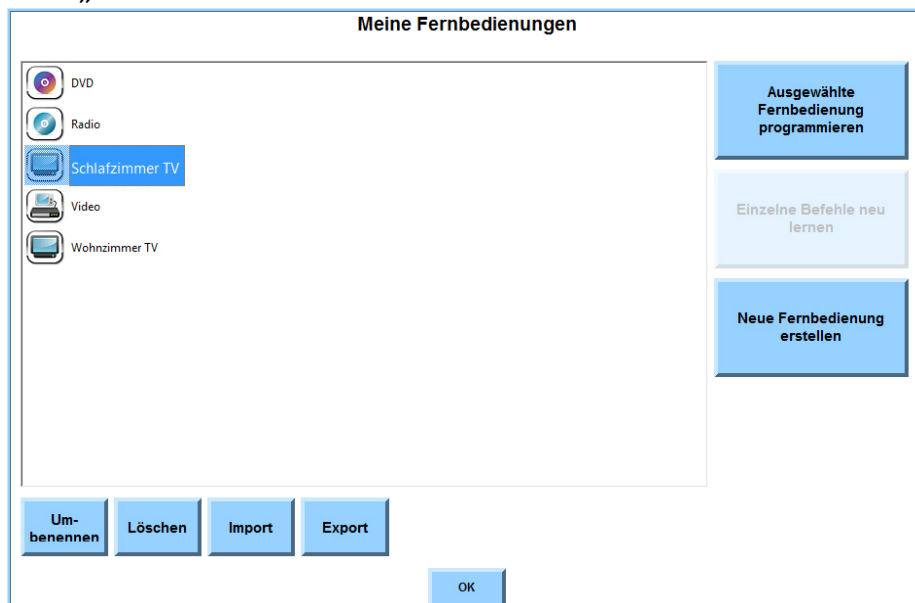 Meine Fernbedienungen
DVD
Radio
Schlafzimmer TV
Video
Wohnzimmer TV
Ausgewählte
Fernbedienung
programmieren
Einzelne Befehle neu
lernen
Neue Fernbedienung
erstellen
Um-
benennen
Löschen
Import
Export
OK